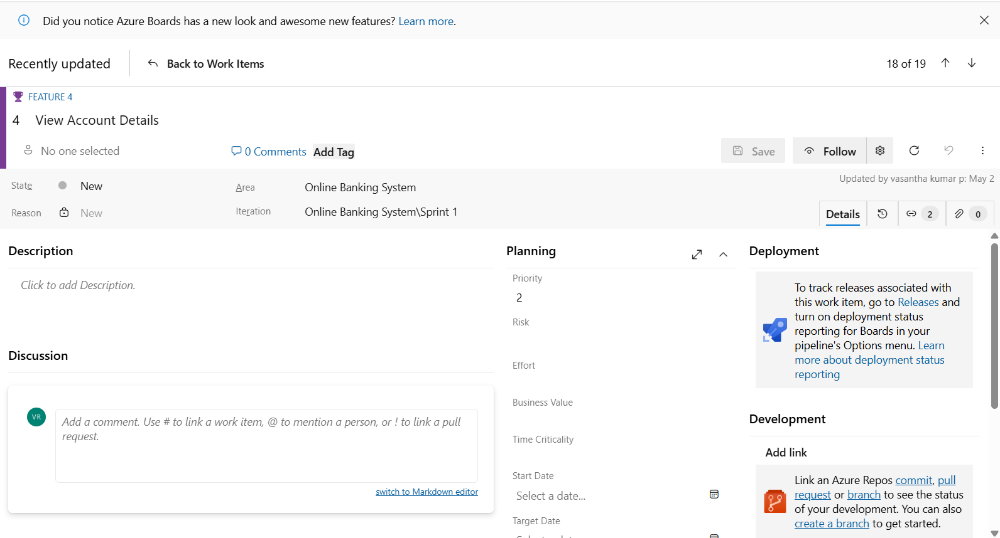 Did you notice Azure Boards has a new look and awesome new features? Learn more.
Recently updated
Back to Work Items
18 of 19
FEATURE 4
4 View Account Details
No one selected
0 Comments
Add Tag
Save
Follow
State
New
Area
Online Banking System
Updated by vasantha kumar p: May 2
Reason
New
Iteration
Online Banking System\Sprint 1
Details
2
0
Description
Click to add Description.
Discussion
VR
Add a comment. Use # to link a work item, @ to mention a person, or ! to link a pull
request.
switch to Markdown editor
Planning
Priority
2
Risk
Effort
Business Value
Time Criticality
Start Date
Select a date...
Target Date
Deployment
To track releases associated with
this work item, go to Releases and
turn on deployment status
reporting for Boards in your
pipeline's Options menu. Learn
more about deployment status
reporting
Development
Add link
Link an Azure Repos commit, pull
request or branch to see the status
of your development. You can also
create a branch to get started.